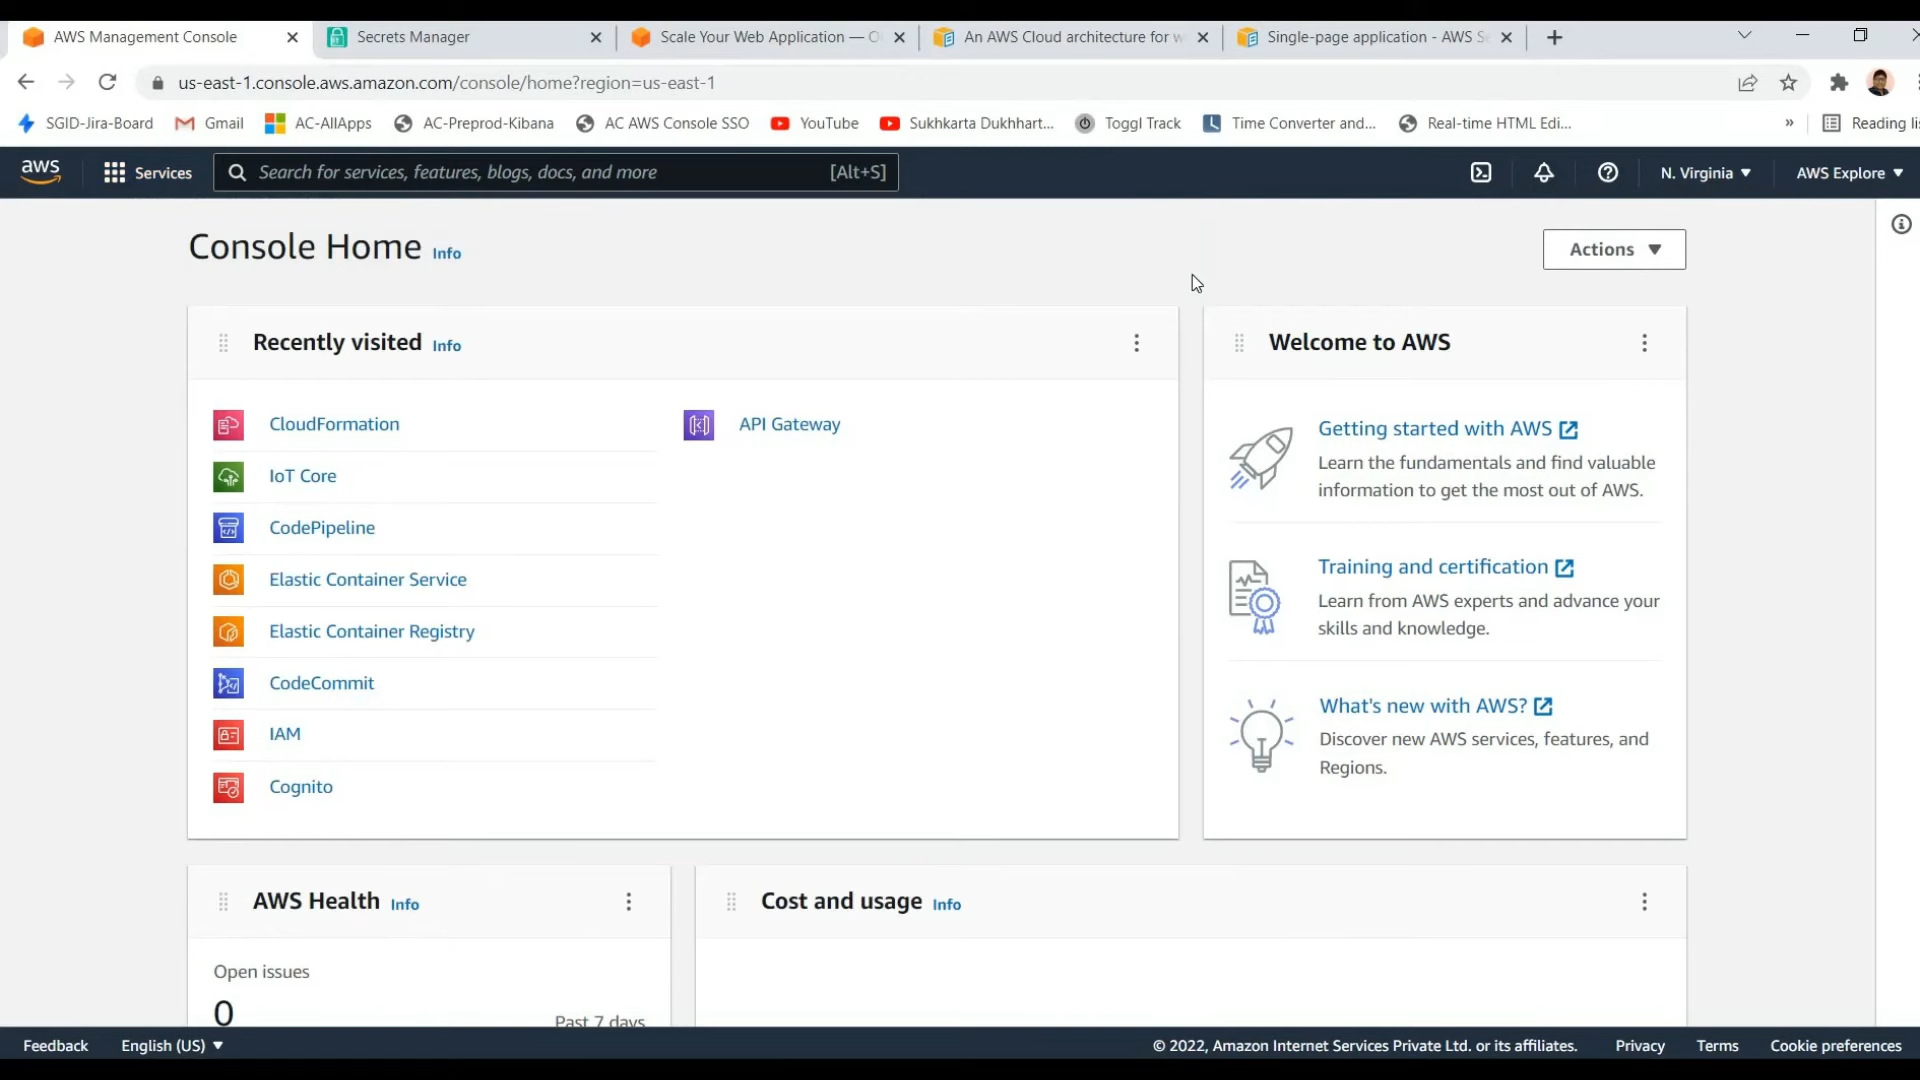 AWS Management Console
Secrets Manager
Scale Your Web Application —
An AWS Cloud architecture for
Single-page application - AWS
us-east-1.console.aws.amazon.com/console/home?region=us-east-1
SGID-Jira-Board
Gmail
AC-AllApps
AC-Preprod-Kibana
AC AWS Console SSO
YouTube
Sukhkarta Dukhhart...
Toggl Track
Time Converter and...
Real-time HTML Edi...
»
Reading lis
aws
Services
Search for services, features, blogs, docs, and more
[Alt+S]
N. Virginia
AWS Explore
Console Home Info
Actions
Recently visited Info
CloudFormation
IoT Core
CodePipeline
Elastic Container Service
Elastic Container Registry
CodeCommit
IAM
Cognito
API Gateway
Welcome to AWS
Getting started with AWS
Learn the fundamentals and find valuable
information to get the most out of AWS.
Training and certification
Learn from AWS experts and advance your
skills and knowledge.
What's new with AWS?
Discover new AWS services, features, and
Regions.
AWS Health Info
Open issues
0
Past 7 days
Cost and usage Info
Feedback
English (US)
© 2022, Amazon Internet Services Private Ltd. or its affiliates.
Privacy
Terms
Cookie preferences